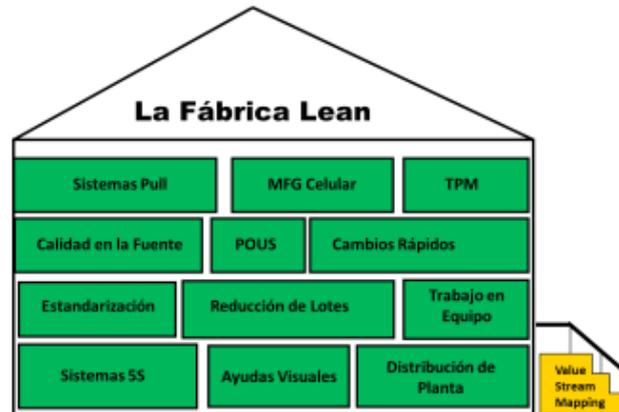 La Fábrica Lean
Sistemas Pull
MFG Celular
TPM
Calidad en la Fuente
POUS
Cambios Rápidos
Estandarización
Reducción de Lotes
Trabajo en
Equipo
Sistemas 5S
Ayudas Visuales
Distribución de
Planta
Value
Stream
Mapping